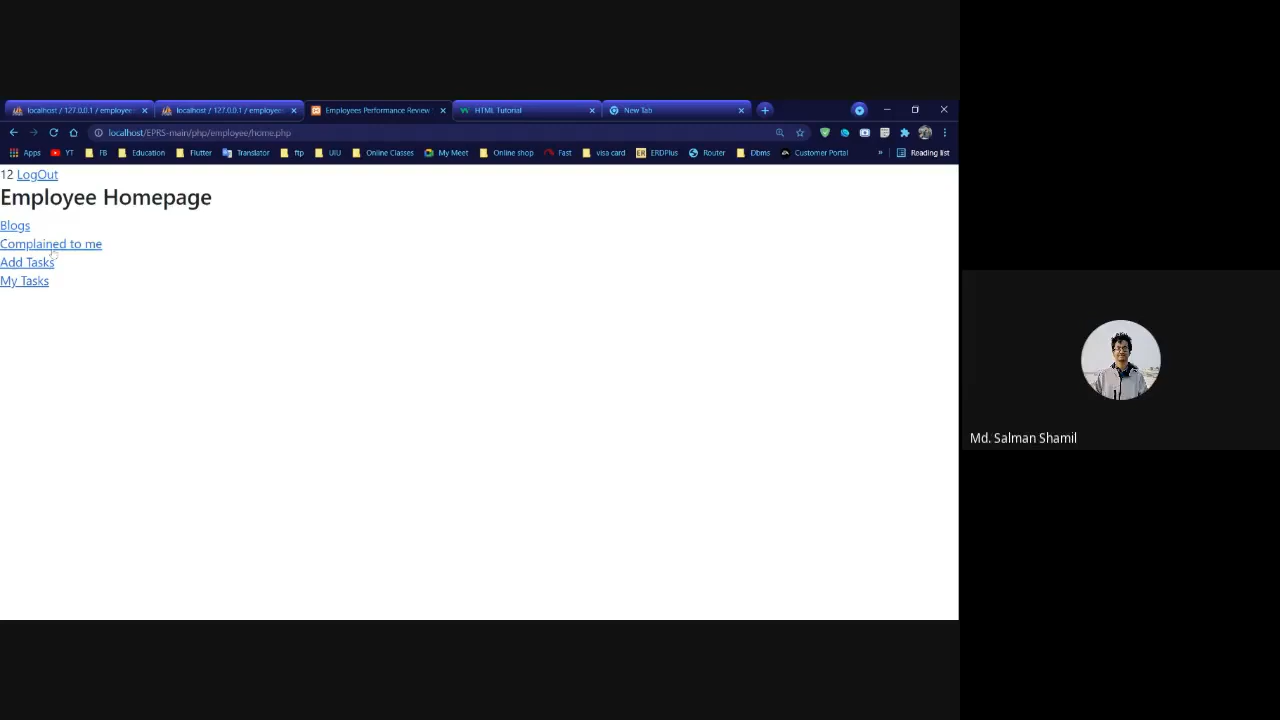 localhost / 127.0.0.1 / employee
localhost / 127.0.0.1 / employee
Employees Performance Review
HTML Tutorial
New Tab
localhost/EPRS-main/php/employee/home.php
Apps YT FB Education Flutter Translator ftp UIU Online Classes My Meet Online shop Fast visa card ERDPlus Router Dbms Customer Portal » Reading list
12 LogOut
Employee Homepage
Blogs
Complained to me
Add Tasks
My Tasks
Md. Salman Shamil